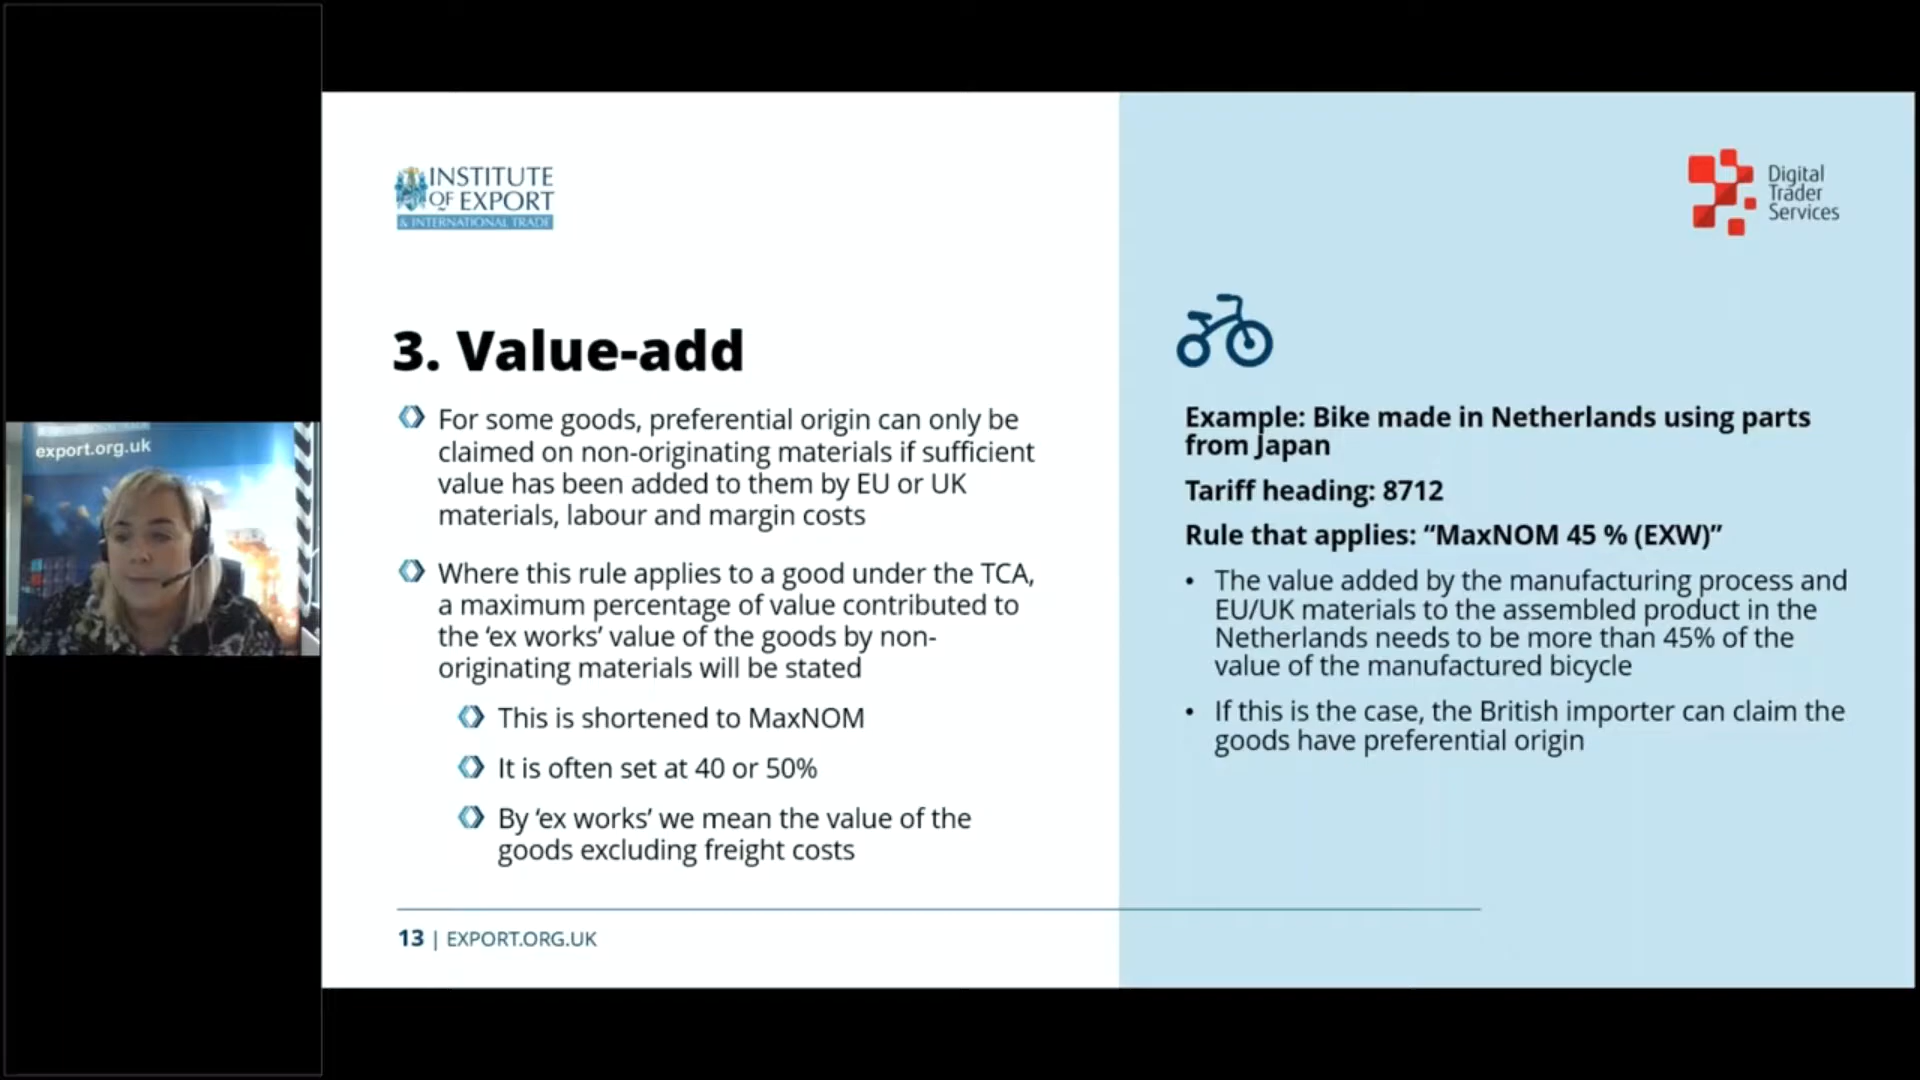 export.org.uk
INSTITUTE
OF EXPORT
& INTERNATIONAL TRADE
3. Value-add
For some goods, preferential origin can only be
claimed on non-originating materials if sufficient
value has been added to them by EU or UK
materials, labour and margin costs
Where this rule applies to a good under the TCA,
a maximum percentage of value contributed to
the ‘ex works’ value of the goods by non-
originating materials will be stated
This is shortened to MaxNOM
It is often set at 40 or 50%
By ‘ex works’ we mean the value of the
goods excluding freight costs
13 | EXPORT.ORG.UK
Digital
Trader
Services
Example: Bike made in Netherlands using parts
from Japan
Tariff heading: 8712
Rule that applies: “MaxNOM 45 % (EXW)”
• The value added by the manufacturing process and
EU/UK materials to the assembled product in the
Netherlands needs to be more than 45% of the
value of the manufactured bicycle
• If this is the case, the British importer can claim the
goods have preferential origin